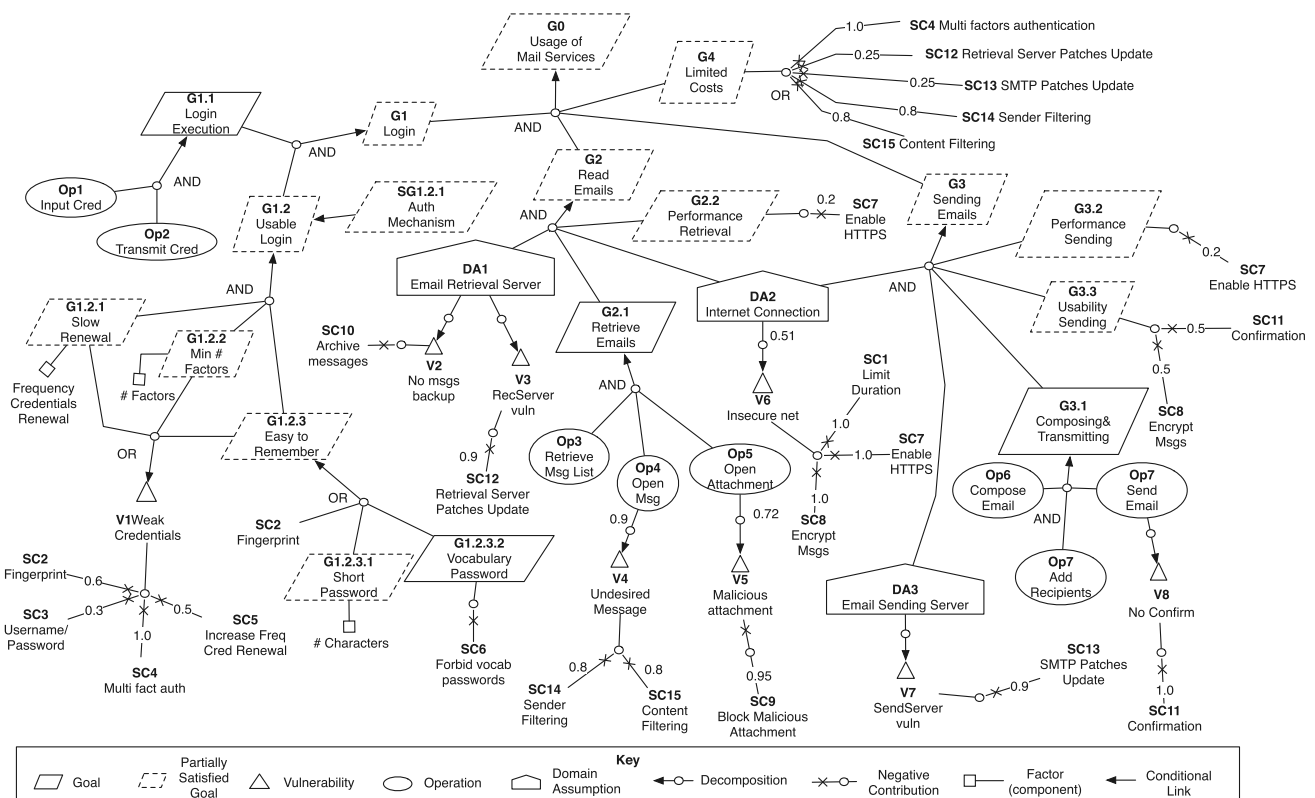 G0
Usage of
Mail Services
G4
Limited
Costs
OR
1.0
SC4 Multi factors authentication
0.25
SC12 Retrieval Server Patches Update
0.25
SC13 SMTP Patches Update
0.8
SC14 Sender Filtering
0.8
SC15 Content Filtering
G1.1
Login
Execution
G1
Login
AND
AND
AND
Op1
Input Cred
Op2
Transmit Cred
G1.2
Usable
Login
SG1.2.1
Auth
Mechanism
G2
Read
Emails
AND
G2.2
Performance
Retrieval
0.2
SC7
Enable
HTTPS
G3
Sending
Emails
AND
G3.2
Performance
Sending
0.2
SC7
Enable HTTPS
G3.3
Usability
Sending
0.5
SC11
Confirmation
0.5
SC8
Encrypt
Msgs
AND
G1.2.1
Slow
Renewal
G1.2.2
Min #
Factors
Frequency
Credentials
Renewal
# Factors
G1.2.3
Easy to
Remember
OR
OR
DA1
Email Retrieval Server
SC10
Archive
messages
V2
No msgs
backup
V3
RecServer
vuln
0.9
SC12
Retrieval Server
Patches Update
G2.1
Retrieve
Emails
AND
DA2
Internet Connection
0.51
V6
Insecure net
SC1
Limit
Duration
1.0
1.0
SC7
Enable
HTTPS
1.0
SC8
Encrypt
Msgs
Op3
Retrieve
Msg List
Op4
Open
Msg
Op5
Open
Attachment
0.9
V4
Undesired
Message
0.8
0.8
SC14
Sender
Filtering
SC15
Content
Filtering
0.72
V5
Malicious
attachment
0.95
SC9
Block Malicious
Attachment
G3.1
Composing&
Transmitting
Op6
Compose
Email
Op7
Send
Email
AND
Op7
Add
Recipients
V8
No Confirm
1.0
SC11
Confirmation
DA3
Email Sending Server
V7
SendServer
vuln
0.9
SC13
SMTP Patches
Update
V1Weak
Credentials
SC2
Fingerprint
0.6
SC3
Username/
Password
0.3
1.0
SC4
Multi fact auth
0.5
SC5
Increase Freq
Cred Renewal
SC2
Fingerprint
G1.2.3.1
Short
Password
# Characters
G1.2.3.2
Vocabulary
Password
SC6
Forbid vocab
passwords
Key
Goal
Partially
Satisfied
Goal
Vulnerability
Operation
Domain
Assumption
Decomposition
Negative
Contribution
Factor
(component)
Conditional
Link